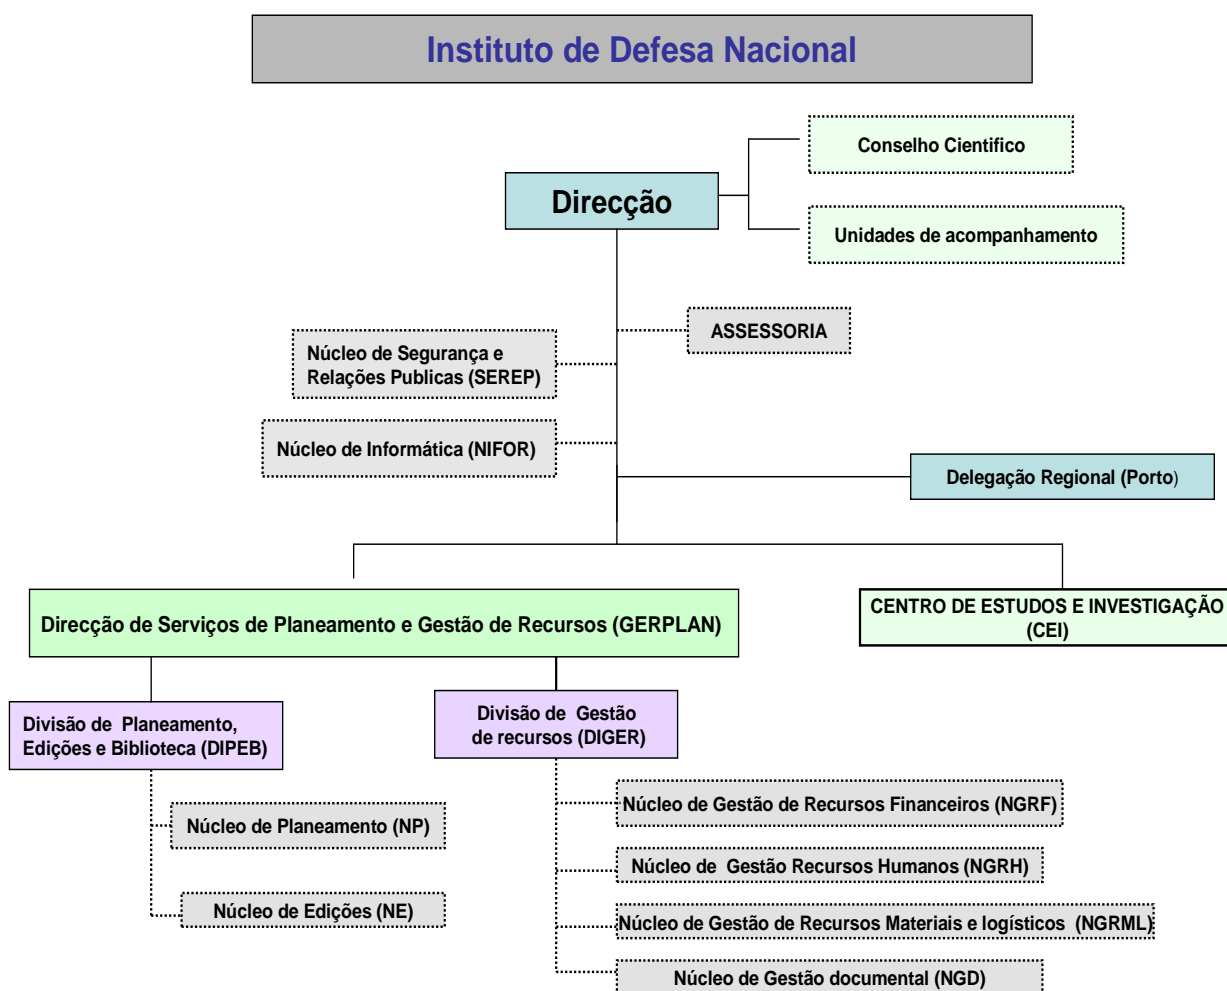 Instituto de Defesa Nacional
Conselho Cientifico
Direcção
Unidades de acompanhamento
ASSESSORIA
Núcleo de Segurança e
Relações Publicas (SEREP)
Núcleo de Informática (NIFOR)
Delegação Regional (Porto)
Direcção de Serviços de Planeamento e Gestão de Recursos (GERPLAN)
CENTRO DE ESTUDOS E INVESTIGAÇÃO
(CEI)
Divisão de Planeamento,
Edições e Biblioteca (DIPEB)
Divisão de Gestão
de recursos (DIGER)
Núcleo de Planeamento (NP)
Núcleo de Edições (NE)
Núcleo de Gestão de Recursos Financeiros (NGRF)
Núcleo de Gestão Recursos Humanos (NGRH)
Núcleo de Gestão de Recursos Materiais e logísticos (NGRML)
Núcleo de Gestão documental (NGD)